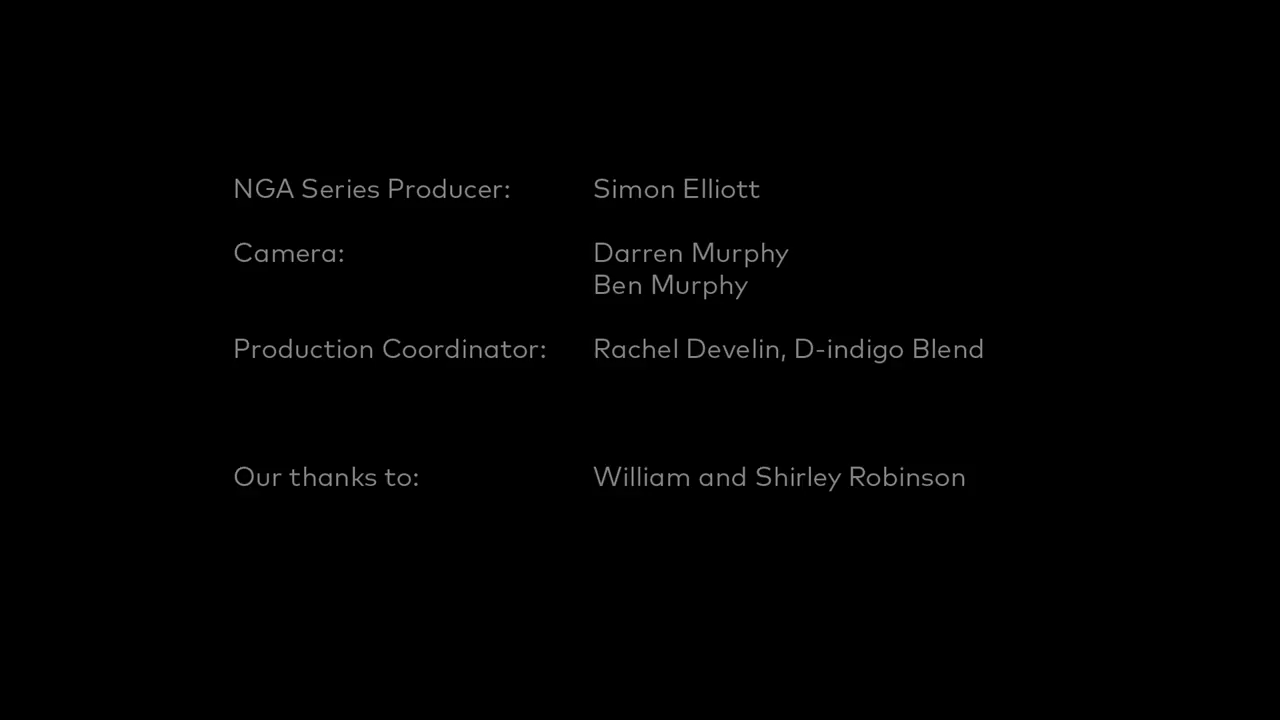 NGA Series Producer: Simon Elliott
Camera: Darren Murphy
Ben Murphy
Production Coordinator: Rachel Develin, D-indigo Blend
Our thanks to: William and Shirley Robinson